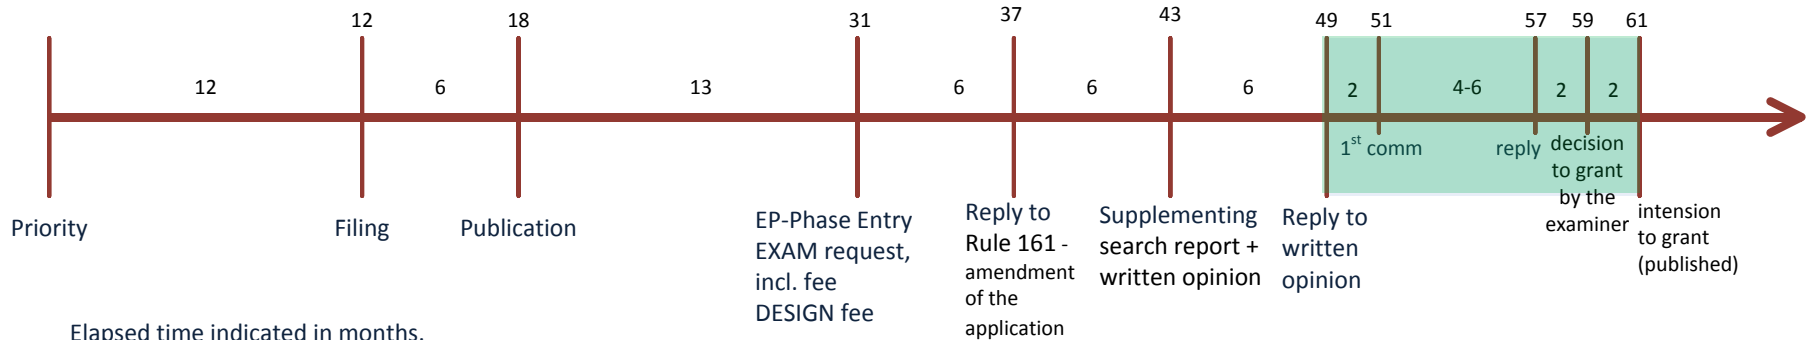 12 18 31 37 43 49 51 57 59 61
12 6 13 6 6 6 2 4-6 2 2
Priority
Filing
Publication
EP-Phase Entry
EXAM request,
incl. fee
DESIGN fee
Reply to
Rule 161 -
amendment
of the
application
Supplementing
search report +
written opinion
Reply to
written
opinion
1st comm
reply
decision
to grant
by the
examiner
intension
to grant
(published)
Elapsed time indicated in months.